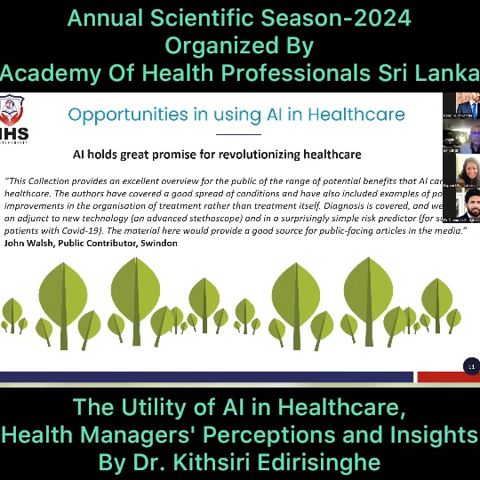 Annual Scientific Season-2024
Organized By
Academy Of Health Professionals Sri Lanka
Opportunities in using AI in Healthcare
AI holds great promise for revolutionizing healthcare
"This Collection provides an excellent overview for the public of the range of potential benefits that AI can
healthcare. The authors have covered a good spread of conditions and have also included examples of po
improvements in the organisation of treatment rather than treatment itself. Diagnosis is covered, and we
an adjunct to new technology (an advanced stethoscope) and in a surprisingly simple risk predictor (for su
patients with Covid-19). The material here would provide a good source for public-facing articles in the media."
John Walsh, Public Contributor, Swindon
11
The Utility of AI in Healthcare,
Health Managers' Perceptions and Insights
By Dr. Kithsiri Edirisinghe